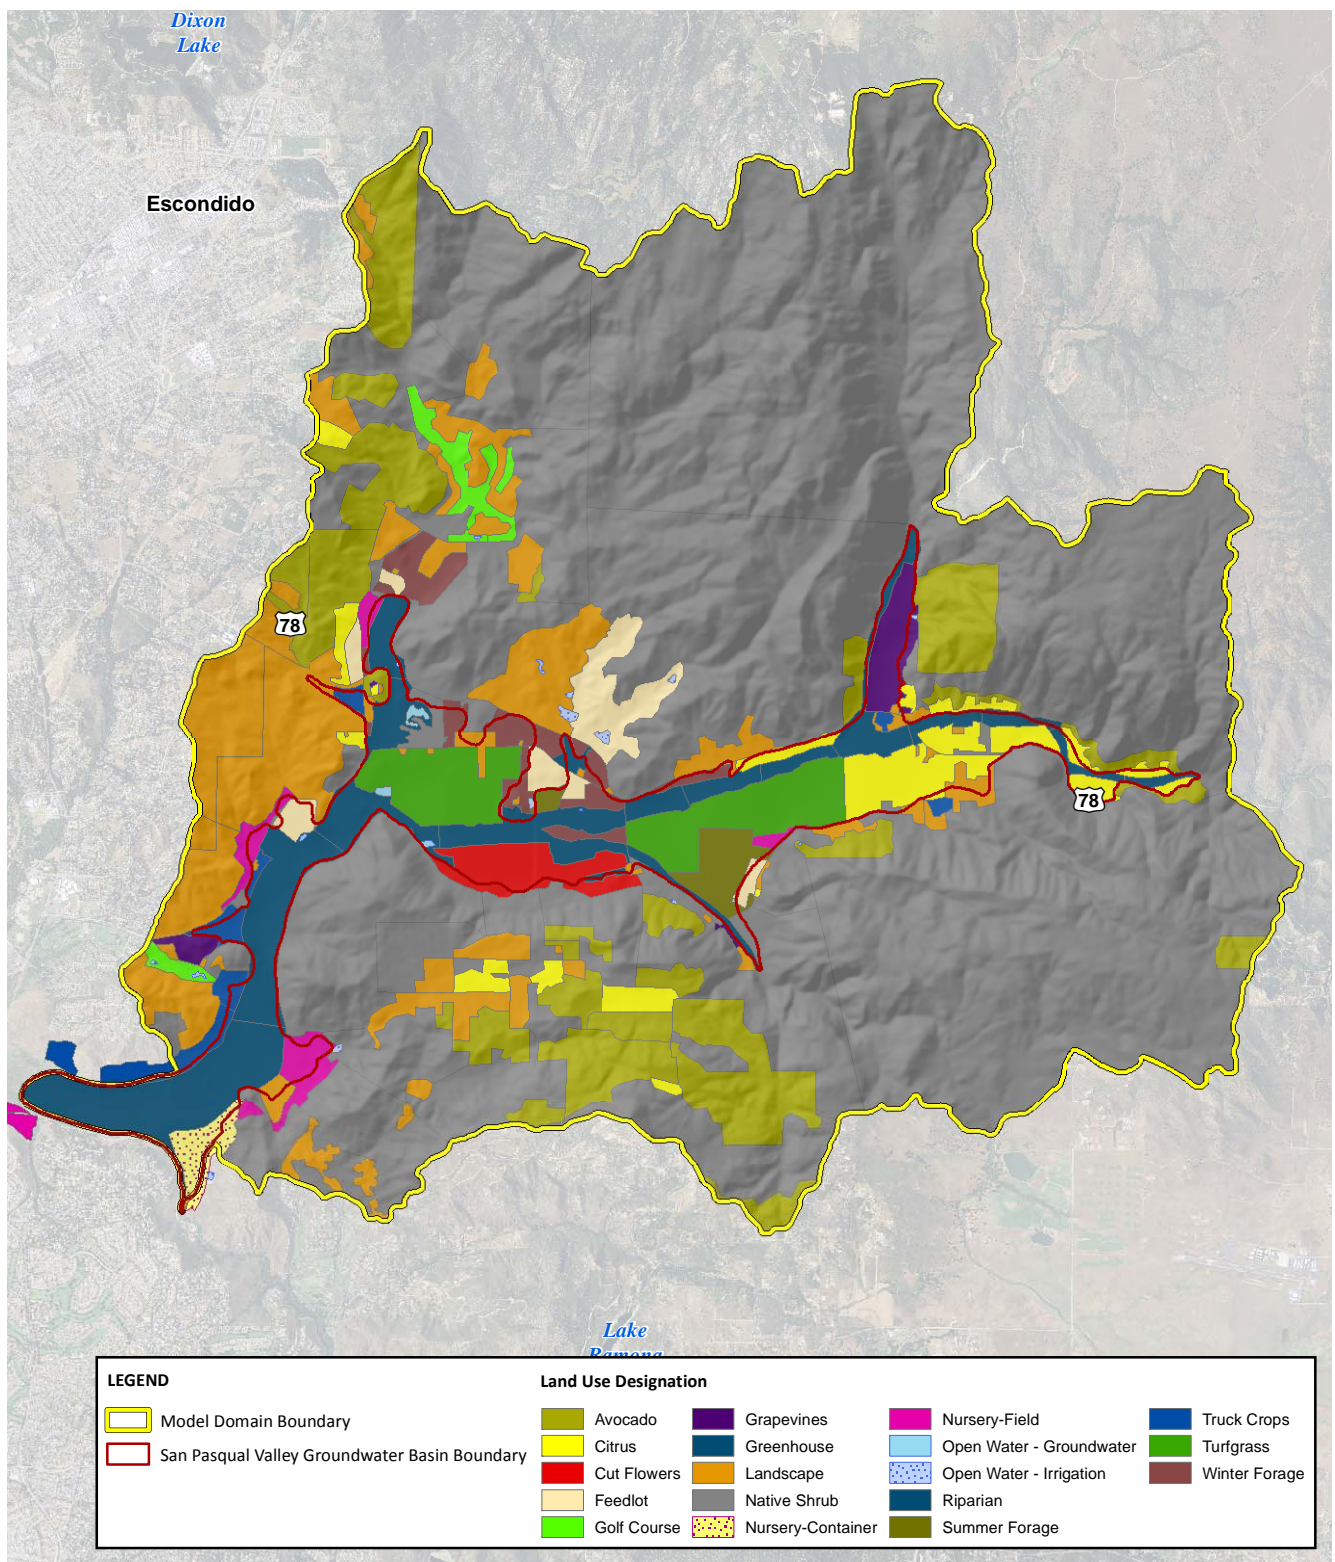 Dixon
Lake
Escondido
78
78
Lake
Ramona
LEGEND
Model Domain Boundary
San Pasqual Valley Groundwater Basin Boundary
Land Use Designation
Avocado
Citrus
Cut Flowers
Feedlot
Golf Course
Grapevines
Greenhouse
Landscape
Native Shrub
Nursery-Container
Nursery-Field
Open Water - Groundwater
Open Water - Irrigation
Riparian
Summer Forage
Truck Crops
Turfgrass
Winter Forage